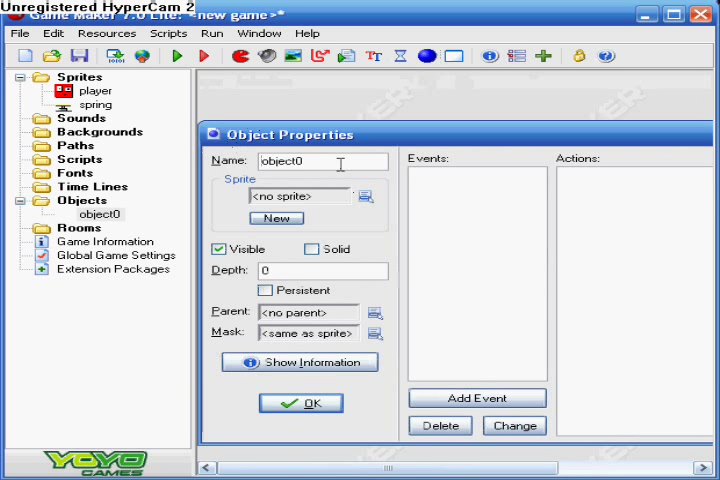 Unregistered HyperCam 2
Game Maker 7.0 Lite: <new game>*
File Edit Resources Scripts Run Window Help
Sprites
player
spring
Sounds
Backgrounds
Paths
Scripts
Fonts
Time Lines
Objects
object0
Rooms
Game Information
Global Game Settings
Extension Packages
YOYO
GAMES
Object Properties
Name: object0
Sprite
<no sprite>
New
Visible Solid
Depth: 0
Persistent
Parent: <no parent>
Mask: <same as sprite>
Show Information
OK
Events:
Add Event
Delete Change
Actions: